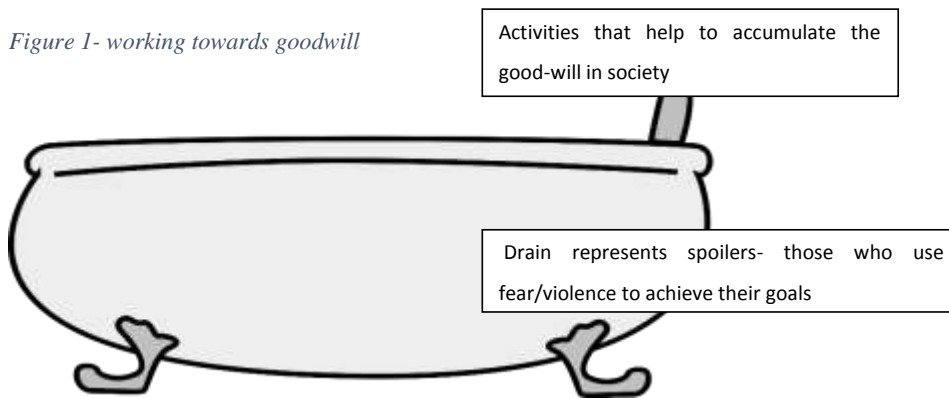 Figure 1- working towards goodwill
Activities that help to accumulate the
good-will in society
Drain represents spoilers- those who use
fear/violence to achieve their goals